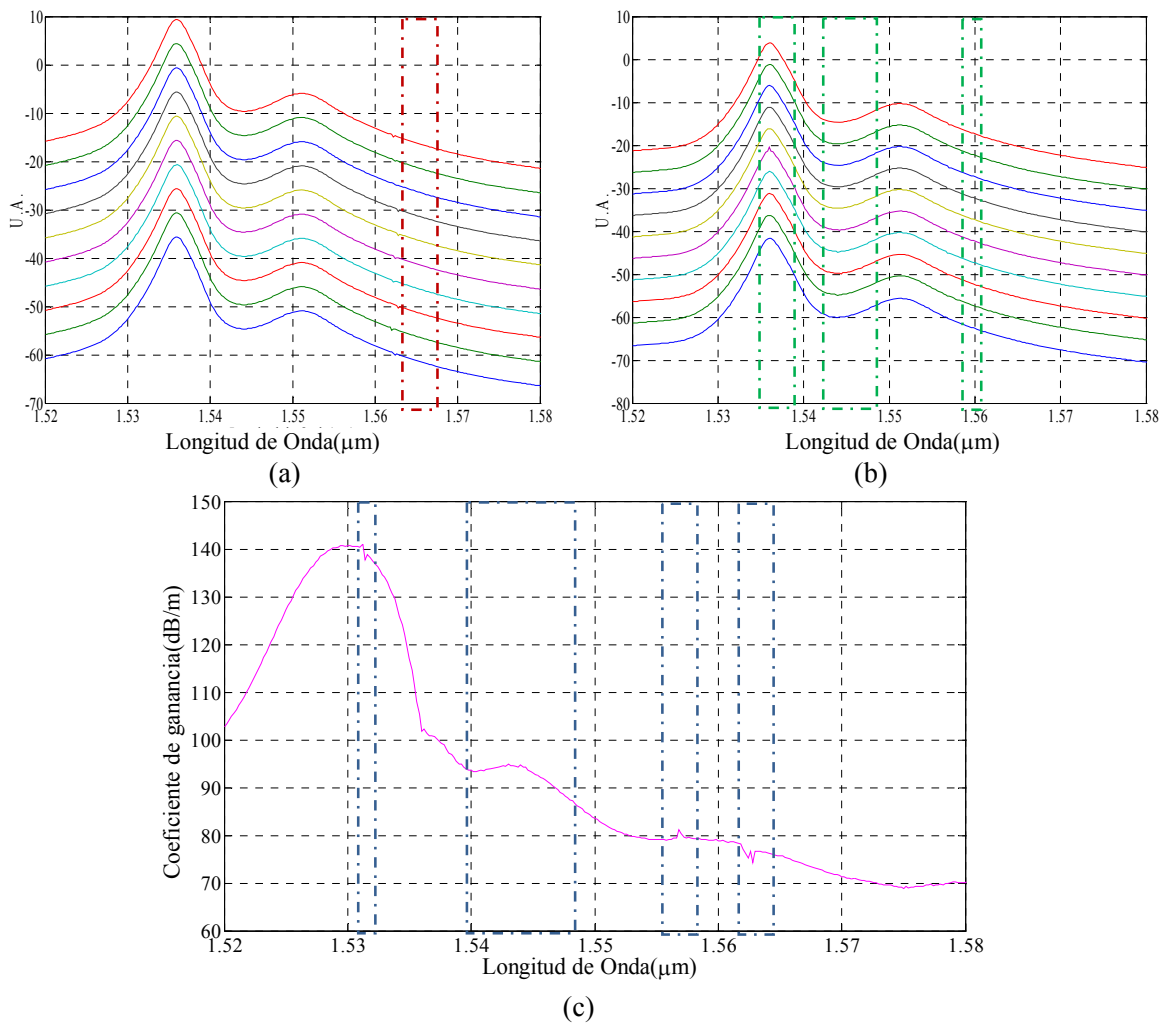 10
0
-10
-20
-30
-40
-50
-60
-70
U.A.
1.52 1.53 1.54 1.55 1.56 1.57 1.58
Longitud de Onda(μm)
(a)
10
0
-10
-20
-30
-40
-50
-60
-70
-80
U.A.
1.52 1.53 1.54 1.55 1.56 1.57 1.58
Longitud de Onda(μm)
(b)
150
140
130
120
110
100
90
80
70
60
Coeficiente de ganancia(dB/m)
1.52 1.53 1.54 1.55 1.56 1.57 1.58
Longitud de Onda(μm)
(c)